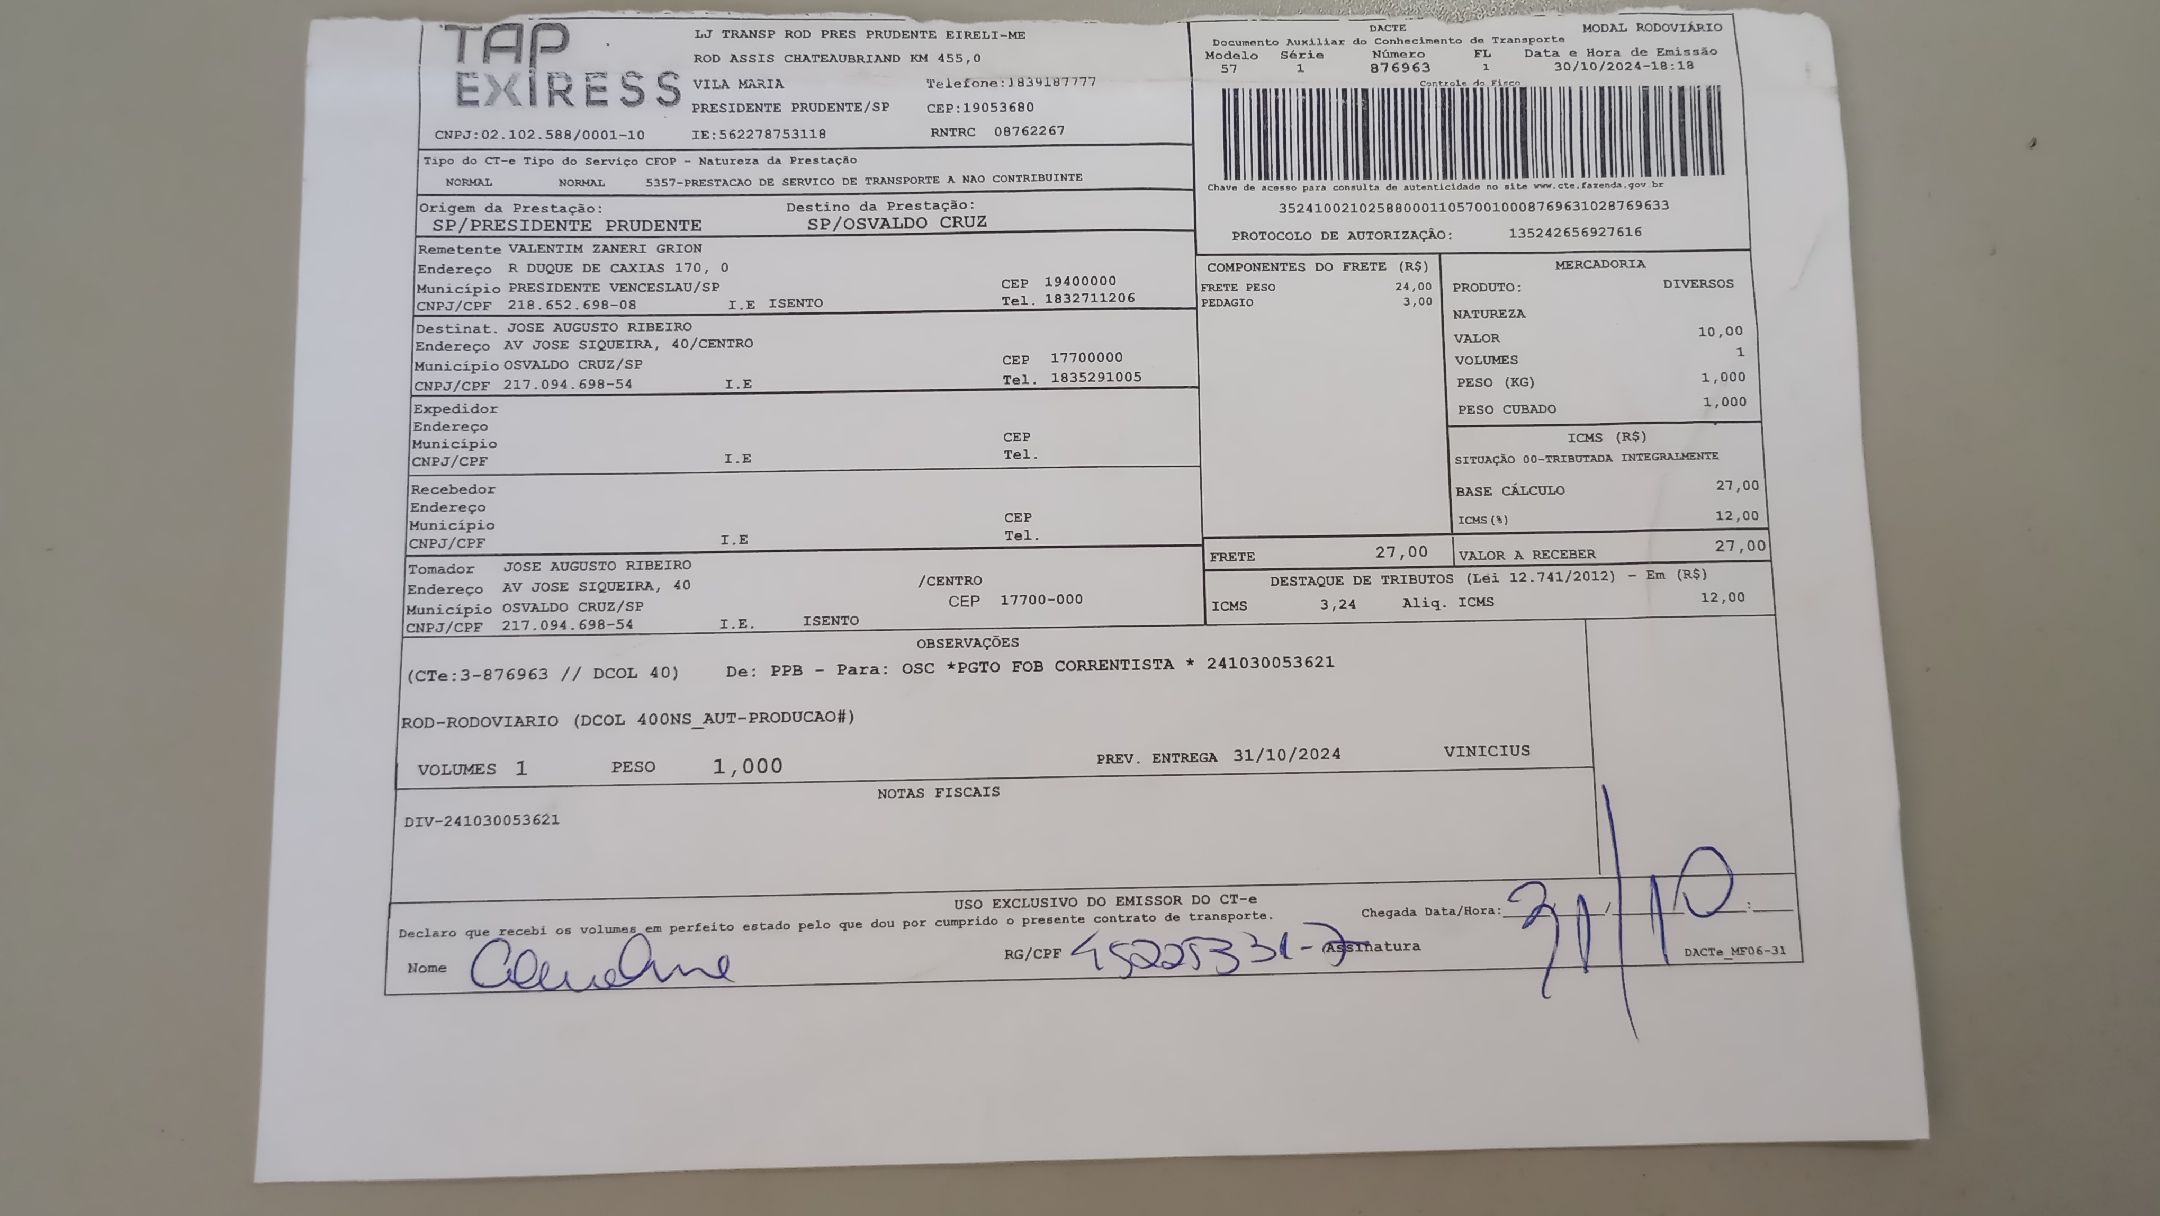 TAP
EXIRESS
LJ TRANSP ROD PRES PRUDENTE EIRELI-ME
ROD ASSIS CHATEAUBRIAND KM 455,0
VILA MARIA Telefone:1839187777
PRESIDENTE PRUDENTE/SP CEP:19053680
CNPJ:02.102.588/0001-10 IE:562278753118 RNTRC 08762267
DACTE MODAL RODOVIÁRIO
Documento Auxiliar do Conhecimento de Transporte
Modelo Série Número FL Data e Hora de Emissão
57 1 876963 1 30/10/2024-18:18
Controle do Fisco
Chave de acesso para consulta de autenticidade no site www.cte.fazenda.gov.br
35241002102588000110570010008769631028769633
PROTOCOLO DE AUTORIZAÇÃO: 135242656927616
Tipo do CT-e Tipo do Serviço CFOP - Natureza da Prestação
NORMAL NORMAL 5357-PRESTACAO DE SERVICO DE TRANSPORTE A NAO CONTRIBUINTE
Origem da Prestação: Destino da Prestação:
SP/PRESIDENTE PRUDENTE SP/OSVALDO CRUZ
Remetente VALENTIM ZANERI GRION
Endereço R DUQUE DE CAXIAS 170, 0
Município PRESIDENTE VENCESLAU/SP CEP 19400000
CNPJ/CPF 218.652.698-08 I.E ISENTO Tel. 1832711206
Destinat. JOSE AUGUSTO RIBEIRO
Endereço AV JOSE SIQUEIRA, 40/CENTRO
Município OSVALDO CRUZ/SP CEP 17700000
CNPJ/CPF 217.094.698-54 I.E Tel. 1835291005
Expedidor
Endereço
Município CEP
CNPJ/CPF I.E Tel.
Recebedor
Endereço
Município CEP
CNPJ/CPF I.E Tel.
Tomador JOSE AUGUSTO RIBEIRO
Endereço AV JOSE SIQUEIRA, 40 /CENTRO
Município OSVALDO CRUZ/SP CEP 17700-000
CNPJ/CPF 217.094.698-54 I.E. ISENTO
COMPONENTES DO FRETE (R$)
FRETE PESO 24,00
PEDAGIO 3,00
MERCADORIA
PRODUTO: DIVERSOS
NATUREZA
VALOR 10,00
VOLUMES 1
PESO (KG) 1,000
PESO CUBADO 1,000
ICMS (R$)
SITUAÇÃO 00-TRIBUTADA INTEGRALMENTE
BASE CÁLCULO 27,00
ICMS(%) 12,00
FRETE 27,00 VALOR A RECEBER 27,00
DESTAQUE DE TRIBUTOS (Lei 12.741/2012) - Em (R$)
ICMS 3,24 Aliq. ICMS 12,00
OBSERVAÇÕES
(CTe:3-876963 // DCOL 40) De: PPB - Para: OSC *PGTO FOB CORRENTISTA * 241030053621
ROD-RODOVIARIO (DCOL 400NS_AUT-PRODUCAO#)
VOLUMES 1 PESO 1,000 PREV. ENTREGA 31/10/2024 VINICIUS
NOTAS FISCAIS
DIV-241030053621
USO EXCLUSIVO DO EMISSOR DO CT-e
Declaro que recebi os volumes em perfeito estado pelo que dou por cumprido o presente contrato de transporte. Chegada Data/Hora: 31/10
Nome RG/CPF 45225331-7 Assinatura DACTe_MF06-31